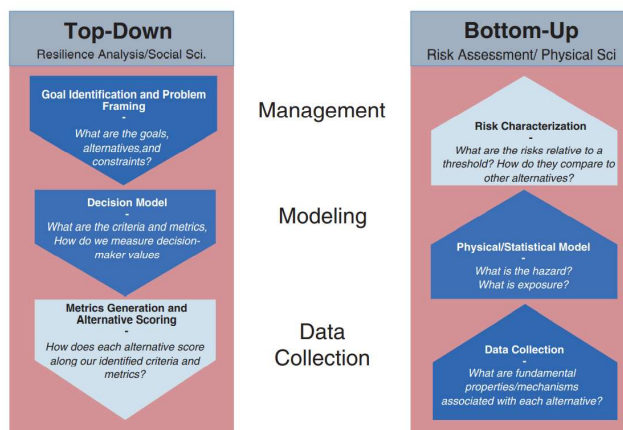 Top-Down
Resilience Analysis/Social Sci.
Goal Identification and Problem
Framing
-
What are the goals,
alternatives,and
constraints?
Decision Model
-
What are the criteria and metrics,
How do we measure decision-
maker values
Metrics Generation and
Alternative Scoring
-
How does each alternative score
along our identified criteria and
metrics?
Management
Modeling
Data
Collection
Bottom-Up
Risk Assessment/ Physical Sci
Risk Characterization
-
What are the risks relative to a
threshold? How do they compare to
other alternatives?
Physical/Statistical Model
-
What is the hazard?
What is exposure?
Data Collection
-
What are fundamental
properties/mechanisms
associated with each alternative?